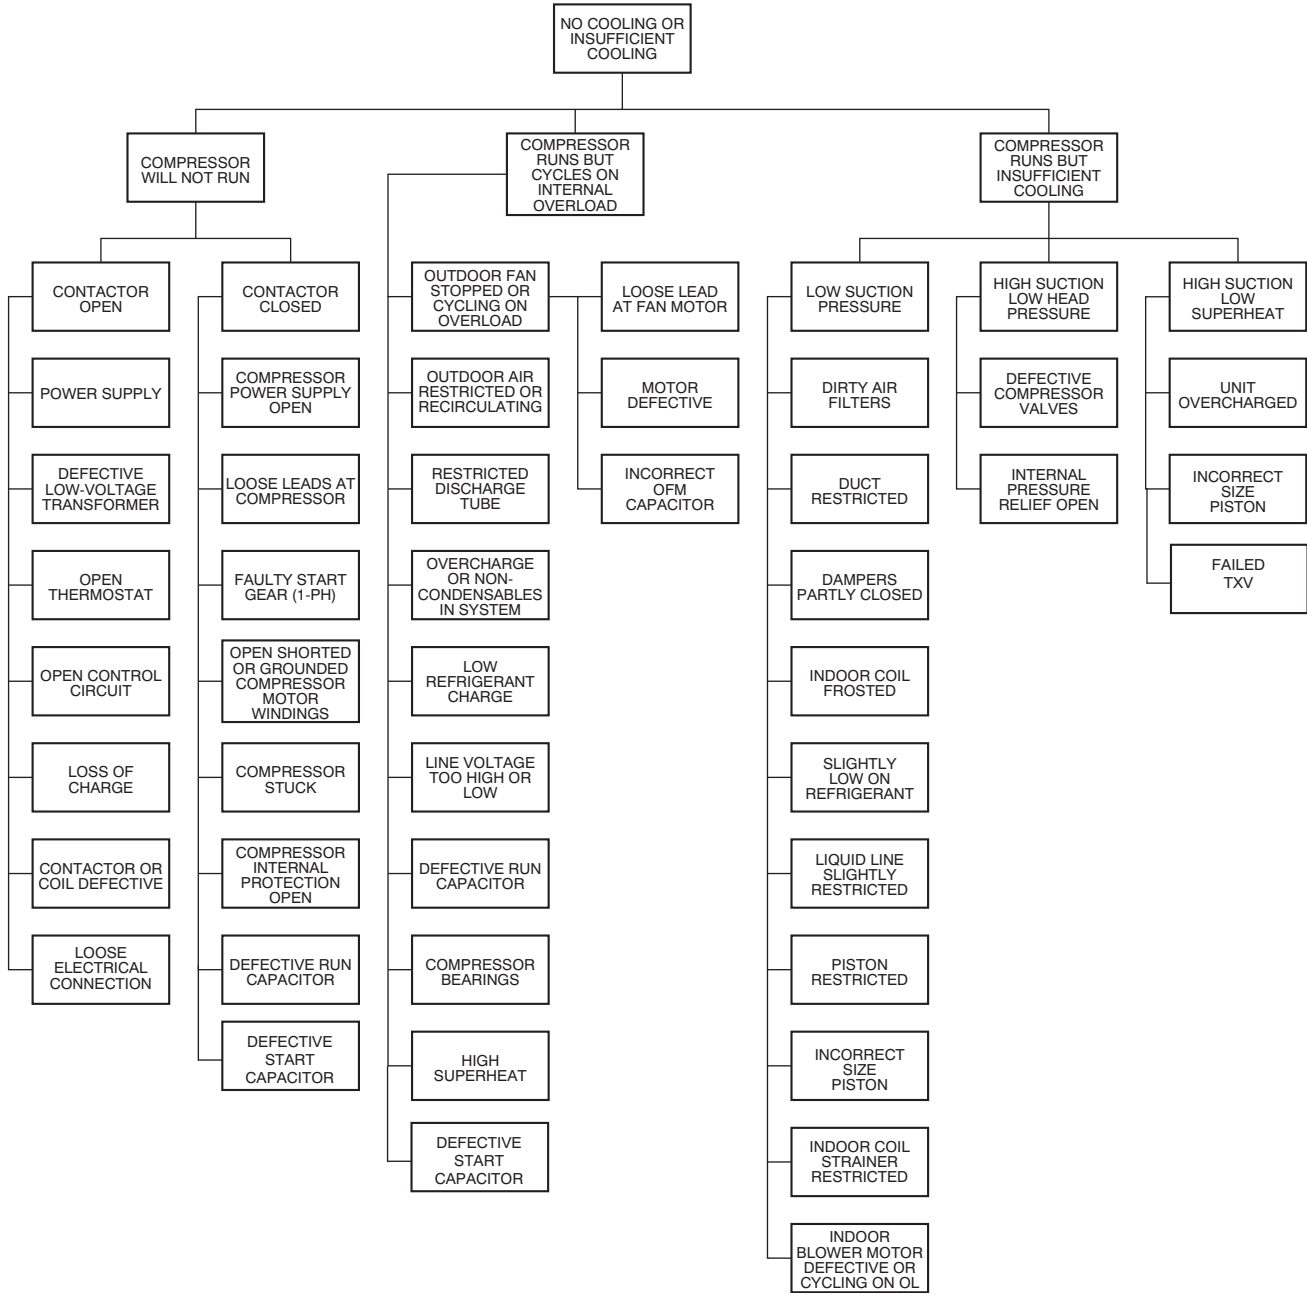 NO COOLING OR
INSUFFICIENT
COOLING
COMPRESSOR
WILL NOT RUN
COMPRESSOR
RUNS BUT
CYCLES ON
INTERNAL
OVERLOAD
COMPRESSOR
RUNS BUT
INSUFFICIENT
COOLING
CONTACTOR
OPEN
POWER SUPPLY
DEFECTIVE
LOW-VOLTAGE
TRANSFORMER
OPEN
THERMOSTAT
OPEN CONTROL
CIRCUIT
LOSS OF
CHARGE
CONTACTOR OR
COIL DEFECTIVE
LOOSE
ELECTRICAL
CONNECTION
CONTACTOR
CLOSED
COMPRESSOR
POWER SUPPLY
OPEN
LOOSE LEADS AT
COMPRESSOR
FAULTY START
GEAR (1-PH)
OPEN SHORTED
OR GROUNDED
COMPRESSOR
MOTOR
WINDINGS
COMPRESSOR
STUCK
COMPRESSOR
INTERNAL
PROTECTION
OPEN
DEFECTIVE RUN
CAPACITOR
DEFECTIVE
START
CAPACITOR
OUTDOOR FAN
STOPPED OR
CYCLING ON
OVERLOAD
OUTDOOR AIR
RESTRICTED OR
RECIRCULATING
RESTRICTED
DISCHARGE
TUBE
OVERCHARGE
OR NON-
CONDENSABLES
IN SYSTEM
LOW
REFRIGERANT
CHARGE
LINE VOLTAGE
TOO HIGH OR
LOW
DEFECTIVE RUN
CAPACITOR
COMPRESSOR
BEARINGS
HIGH
SUPERHEAT
DEFECTIVE
START
CAPACITOR
LOOSE LEAD
AT FAN MOTOR
MOTOR
DEFECTIVE
INCORRECT
OFM
CAPACITOR
LOW SUCTION
PRESSURE
DIRTY AIR
FILTERS
DUCT
RESTRICTED
DAMPERS
PARTLY CLOSED
INDOOR COIL
FROSTED
SLIGHTLY
LOW ON
REFRIGERANT
LIQUID LINE
SLIGHTLY
RESTRICTED
PISTON
RESTRICTED
INCORRECT
SIZE
PISTON
INDOOR COIL
STRAINER
RESTRICTED
INDOOR
BLOWER MOTOR
DEFECTIVE OR
CYCLING ON OL
HIGH SUCTION
LOW HEAD
PRESSURE
DEFECTIVE
COMPRESSOR
VALVES
INTERNAL
PRESSURE
RELIEF OPEN
HIGH SUCTION
LOW
SUPERHEAT
UNIT
OVERCHARGED
INCORRECT
SIZE
PISTON
FAILED
TXV